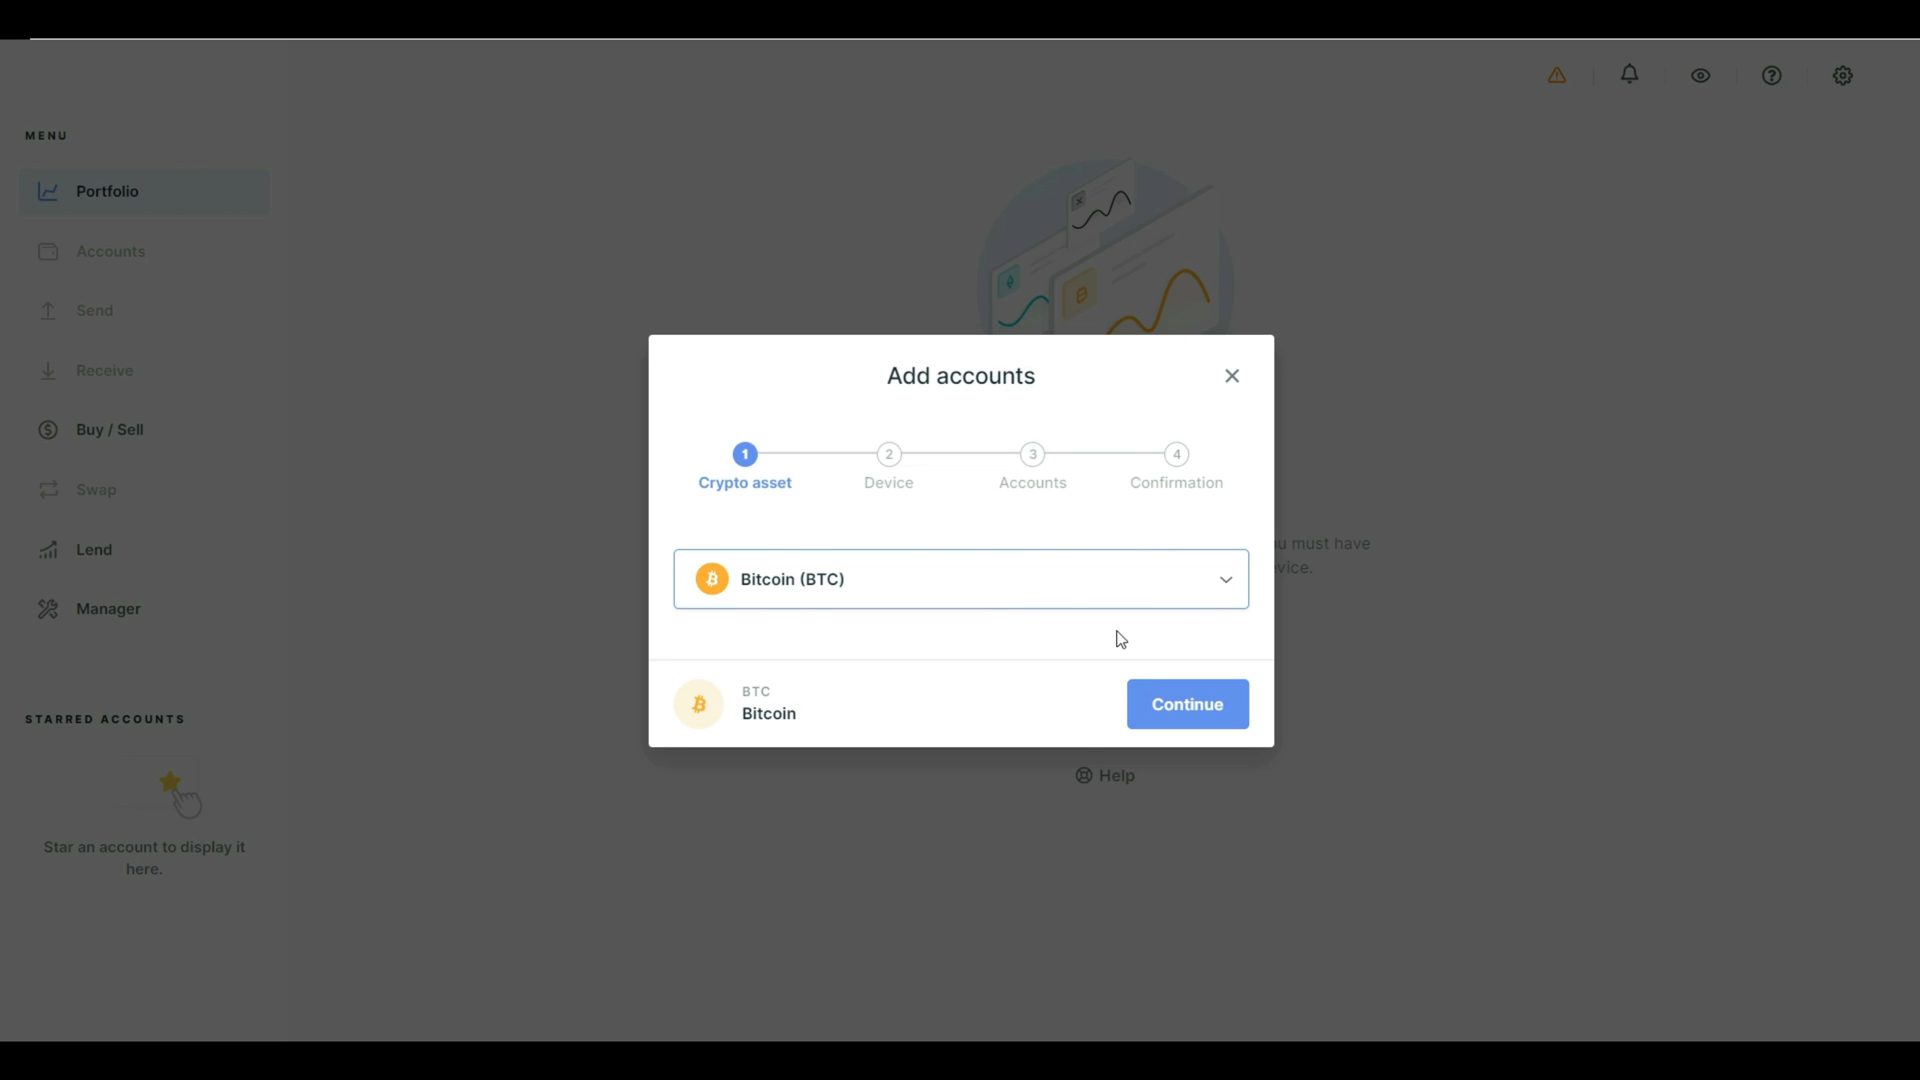 MENU
Portfolio
Accounts
Send
Receive
Buy / Sell
Swap
Lend
Manager
STARRED ACCOUNTS
Star an account to display it
here.
Add accounts
1
2
3
4
Crypto asset
Device
Accounts
Confirmation
Bitcoin (BTC)
BTC
Bitcoin
Continue
must have
Help